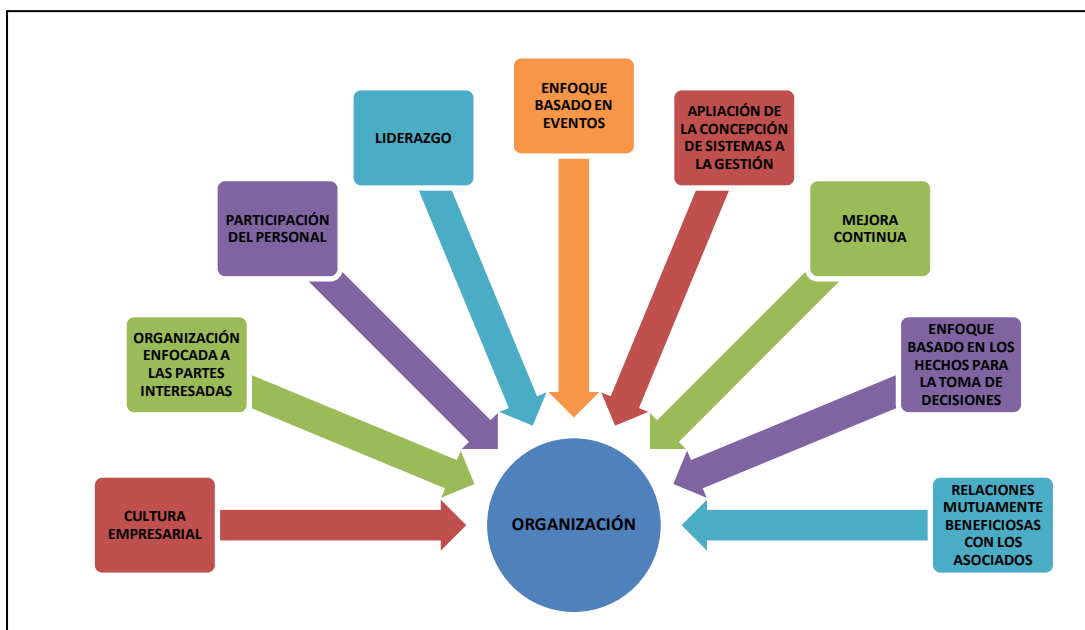 ENFOQUE
BASADO EN
EVENTOS
LIDERAZGO
APLIACIÓN DE
LA CONCEPCIÓN
DE SISTEMAS A
LA GESTIÓN
PARTICIPACIÓN
DEL PERSONAL
MEJORA
CONTINUA
ORGANIZACIÓN
ENFOCADA A
LAS PARTES
INTERESADAS
ENFOQUE
BASADO EN LOS
HECHOS PARA
LA TOMA DE
DECISIONES
CULTURA
EMPRESARIAL
ORGANIZACIÓN
RELACIONES
MUTUAMENTE
BENEFICIOSAS
CON LOS
ASOCIADOS